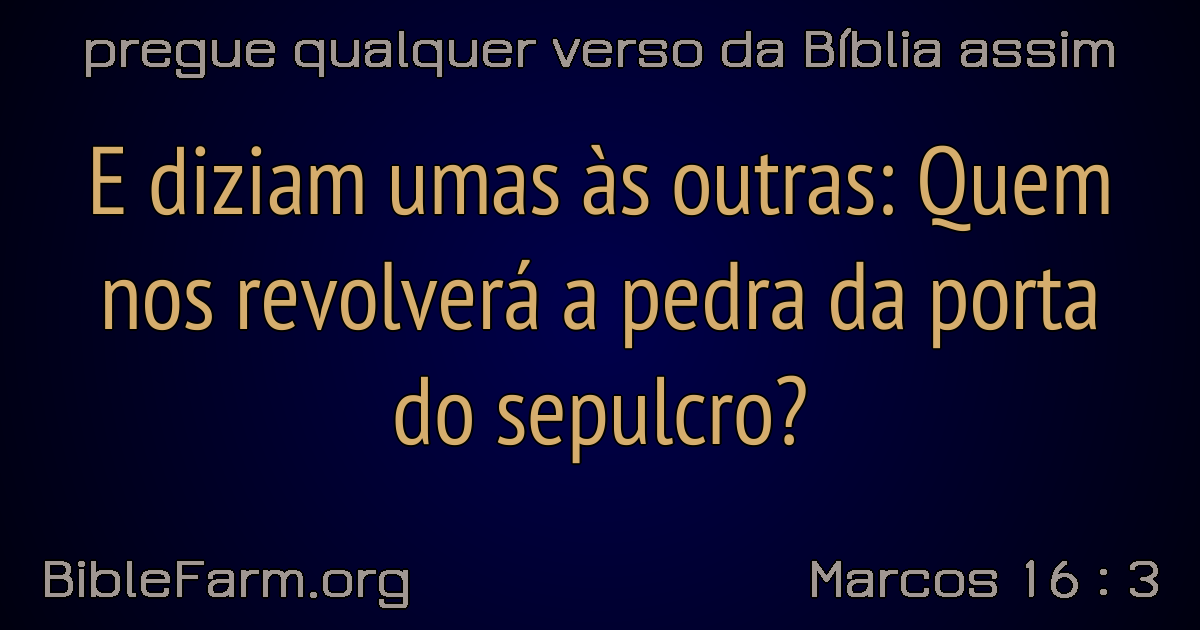 pregue qualquer verso da Bíblia assim
E diziam umas às outras: Quem
nos revolverá a pedra da porta
do sepulcro?
BibleFarm.org
Marcos 16 : 3